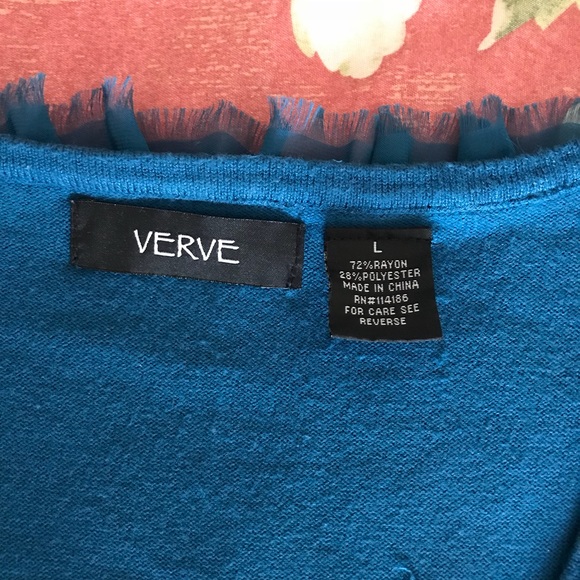 VERVE
L
72%RAYON
28%POLYESTER
MADE IN CHINA
RN#114186
FOR CARE SEE
REVERSE